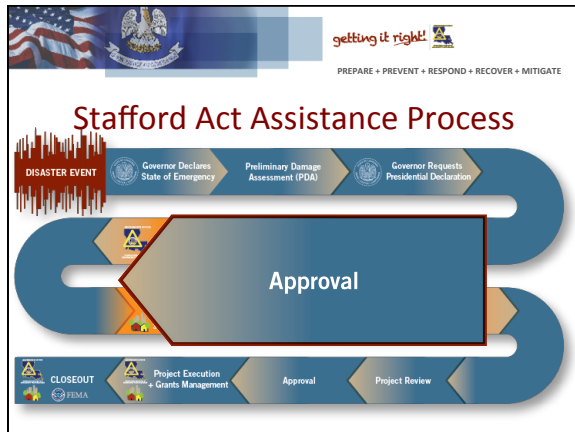 getting it right!
PREPARE + PREVENT + RESPOND + RECOVER + MITIGATE
Stafford Act Assistance Process
DISASTER EVENT
Governor Declares
State of Emergency
Preliminary Damage
Assessment (PDA)
Governor Requests
Presidential Declaration
Approval
CLOSEOUT
FEMA
Project Execution
+ Grants Management
Approval
Project Review